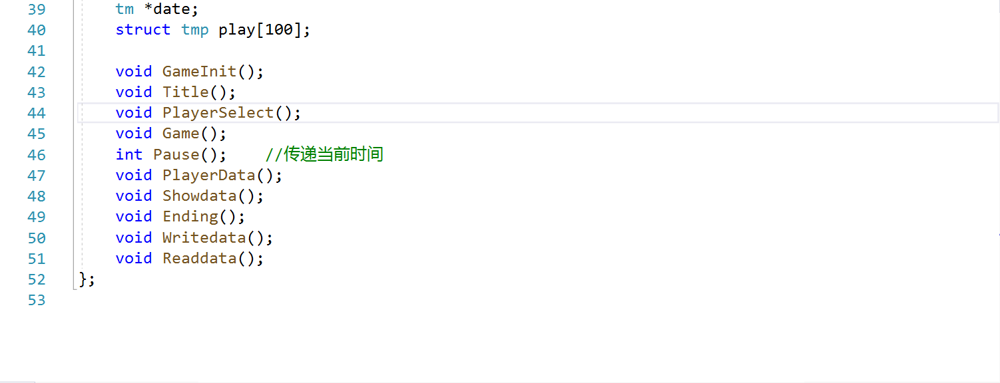 39 tm *date;
40 struct tmp play[100];
41
42 void GameInit();
43 void Title();
44 void PlayerSelect();
45 void Game();
46 int Pause();    //传递当前时间
47 void PlayerData();
48 void Showdata();
49 void Ending();
50 void Writedata();
51 void Readdata();
52 };
53